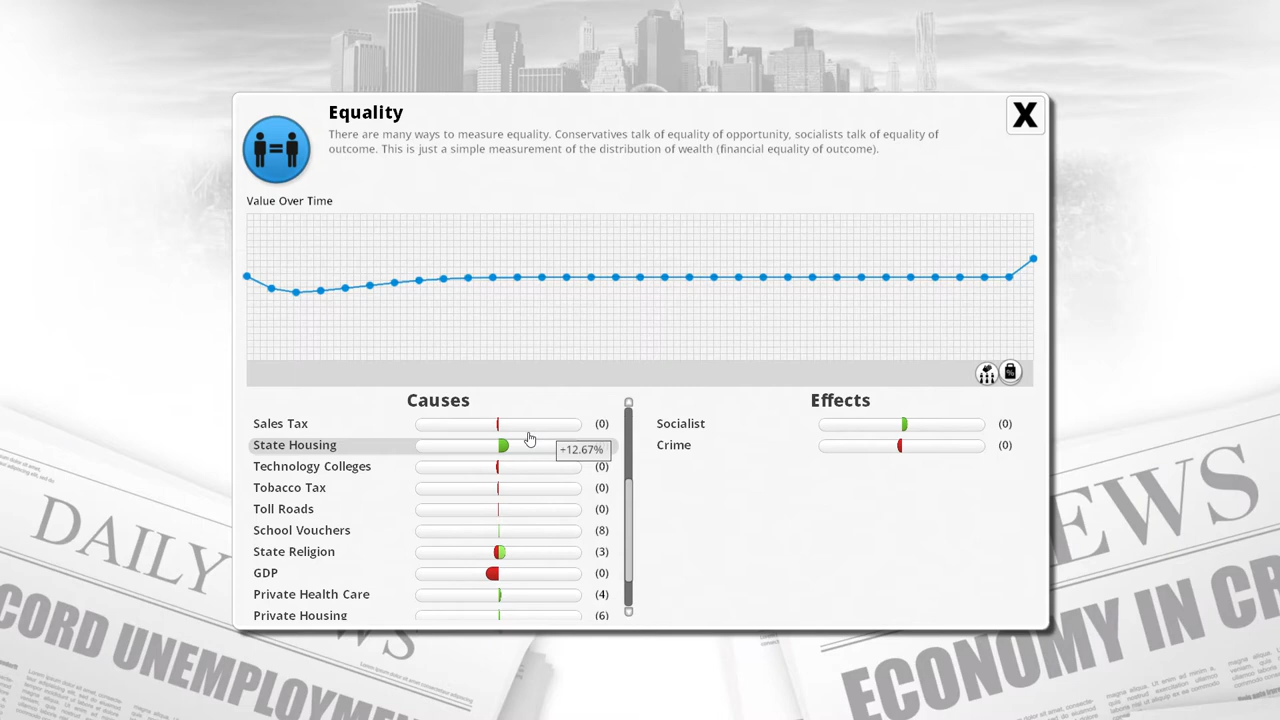 Equality
X
There are many ways to measure equality. Conservatives talk of equality of opportunity, socialists talk of equality of
outcome. This is just a simple measurement of the distribution of wealth (financial equality of outcome).
Value Over Time
%
Causes
Effects
Sales Tax (0)
Socialist (0)
State Housing
+12.67%
Crime (0)
Technology Colleges (0)
Tobacco Tax (0)
Toll Roads (0)
School Vouchers (8)
State Religion (3)
GDP (0)
Private Health Care (4)
Private Housing (6)
DAILY
NEWS
CORD UNEMPLOYM
ECONOMY IN CR